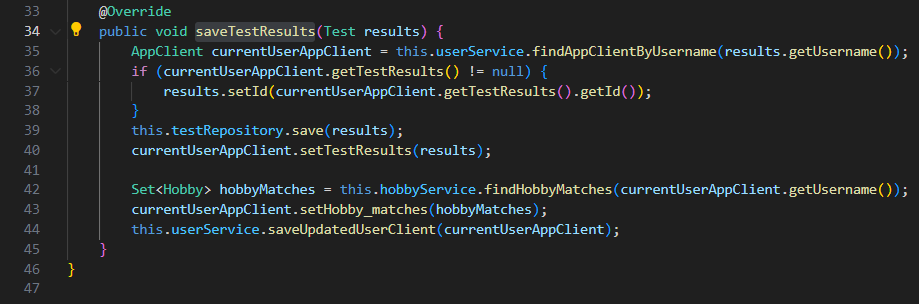 33 @Override
34 public void saveTestResults(Test results) {
35 AppClient currentUserAppClient = this.userService.findAppClientByUsername(results.getUsername());
36 if (currentUserAppClient.getTestResults() != null) {
37 results.setId(currentUserAppClient.getTestResults().getId());
38 }
39 this.testRepository.save(results);
40 currentUserAppClient.setTestResults(results);
41
42 Set<Hobby> hobbyMatches = this.hobbyService.findHobbyMatches(currentUserAppClient.getUsername());
43 currentUserAppClient.setHobby_matches(hobbyMatches);
44 this.userService.saveUpdatedUserClient(currentUserAppClient);
45 }
46 }
47